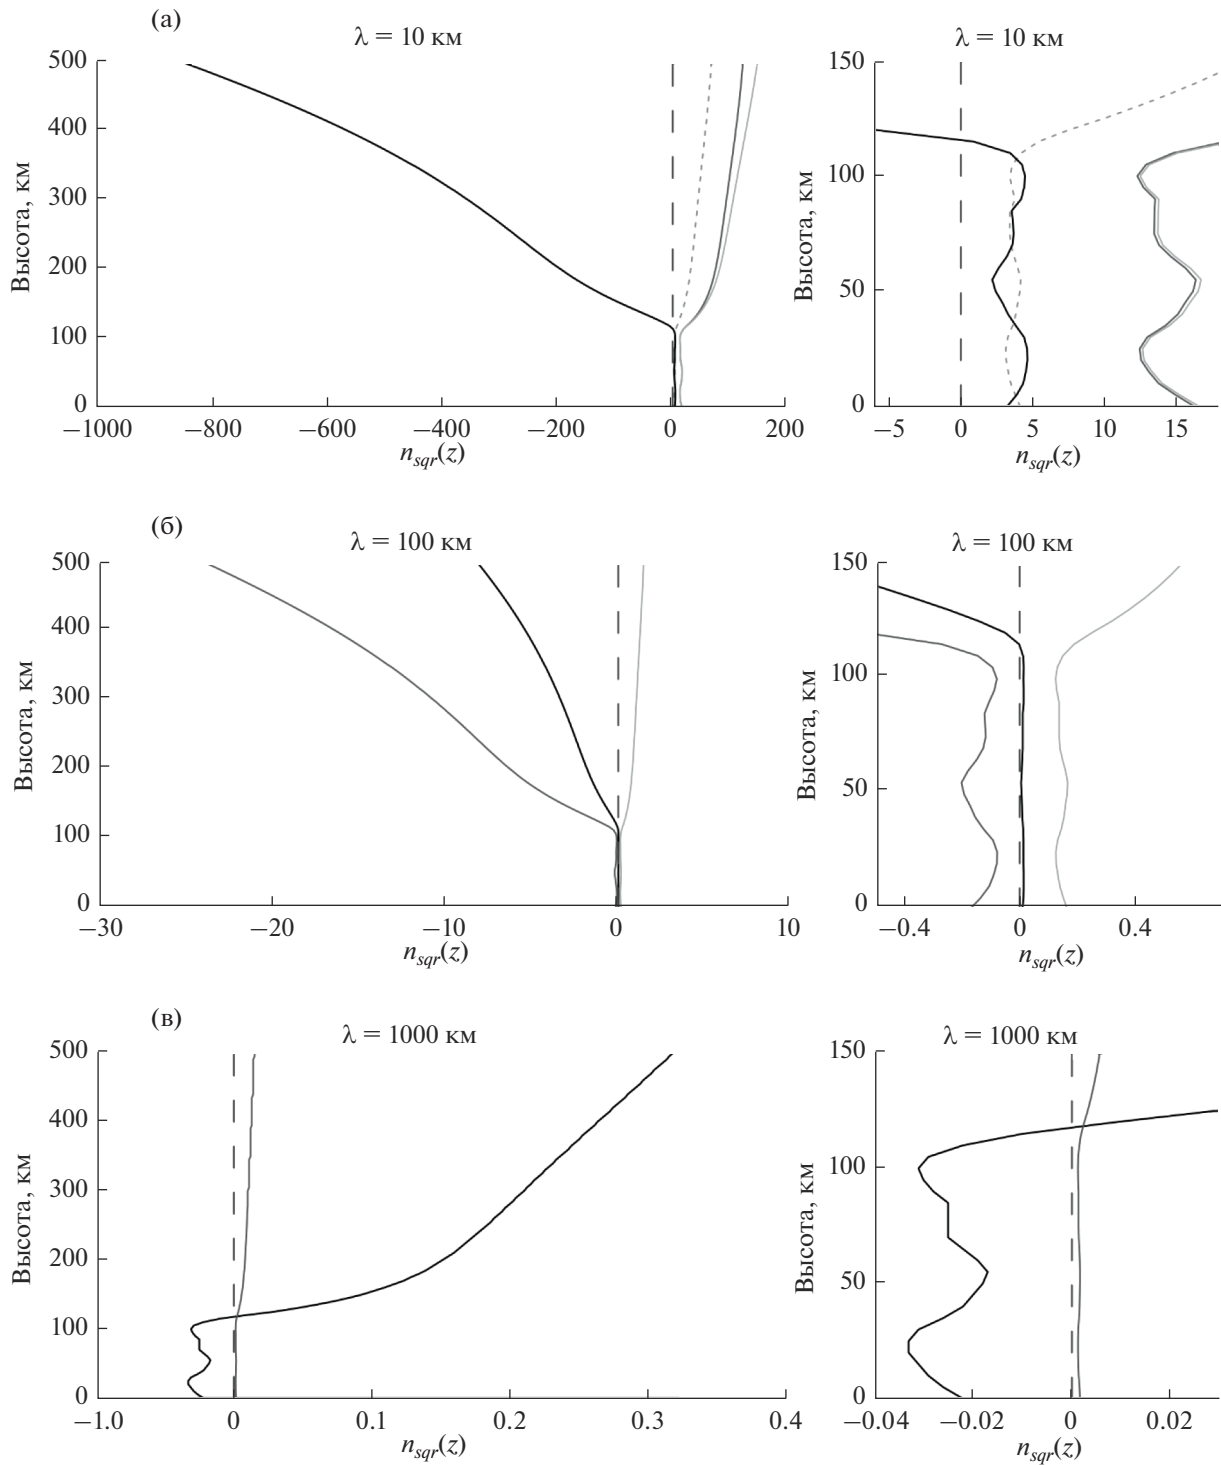 (а)
λ = 10 км
500
400
300
200
100
0
Высота, км
−1000
−800
−600
−400
−200
0
200
n_sqr(z)
λ = 10 км
150
100
50
0
Высота, км
−5
0
5
10
15
n_sqr(z)
(б)
λ = 100 км
500
400
300
200
100
0
Высота, км
−30
−20
−10
0
10
n_sqr(z)
λ = 100 км
150
100
50
0
Высота, км
−0.4
0
0.4
n_sqr(z)
(в)
λ = 1000 км
500
400
300
200
100
0
Высота, км
−1.0
0
0.1
0.2
0.3
0.4
n_sqr(z)
λ = 1000 км
150
100
50
0
Высота, км
−0.04
−0.02
0
0.02
n_sqr(z)